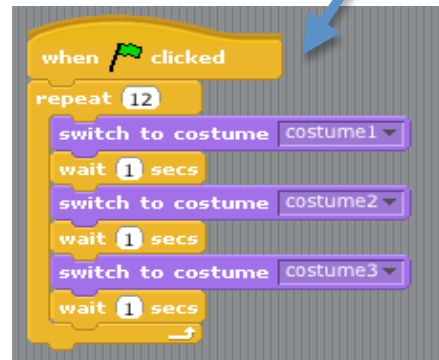 when clicked
repeat 12
switch to costume costume1
wait 1 secs
switch to costume costume2
wait 1 secs
switch to costume costume3
wait 1 secs